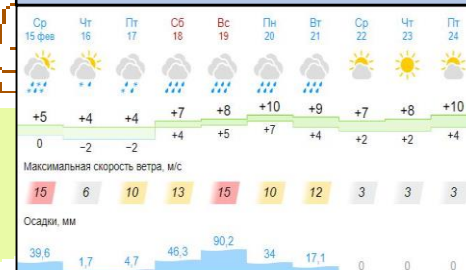 Ср Чт Пт Сб Вс Пн Вт Ср Чт Пт
15 фев 16 17 18 19 20 21 22 23 24
+5 +4 +4 +7 +8 +10 +9 +7 +8 +10
0 −2 −2 +4 +5 +7 +4 +2 +2 +4
Максимальная скорость ветра, м/с
15 6 10 13 15 10 12 3 3 3
Осадки, мм
39,6 1,7 4,7 46,3 90,2 34 17,1 0 0 0